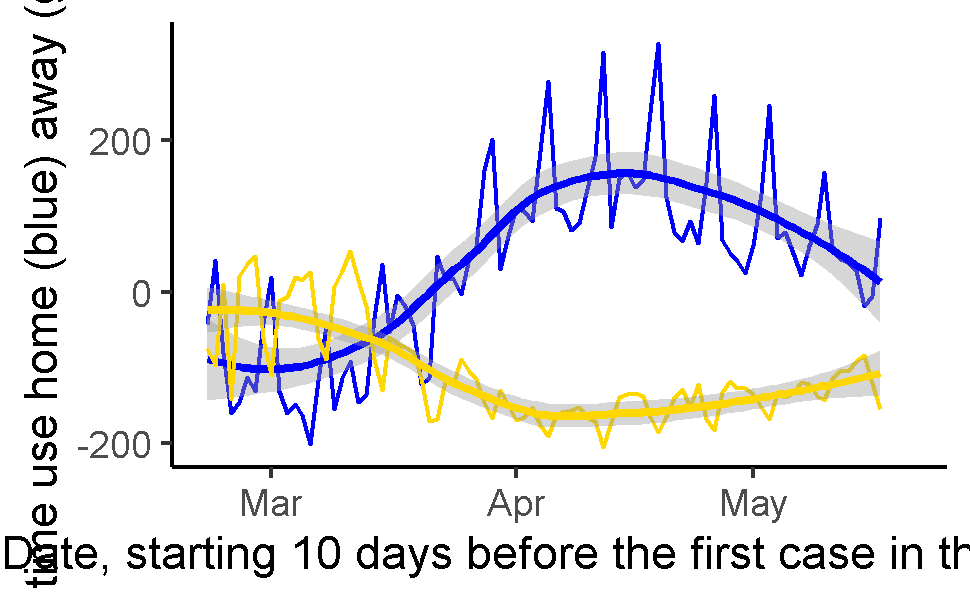 time use home (blue) away (
200
0
-200
Mar Apr May
Date, starting 10 days before the first case in th